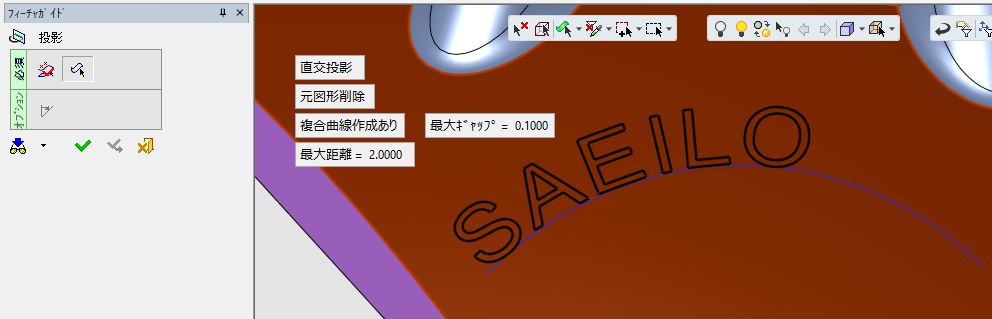 フィーチャガイド
投影
必須
オプション
直交投影
元図形削除
複合曲線作成あり
最大ギャップ = 0.1000
最大距離 = 2.0000
SAEILO